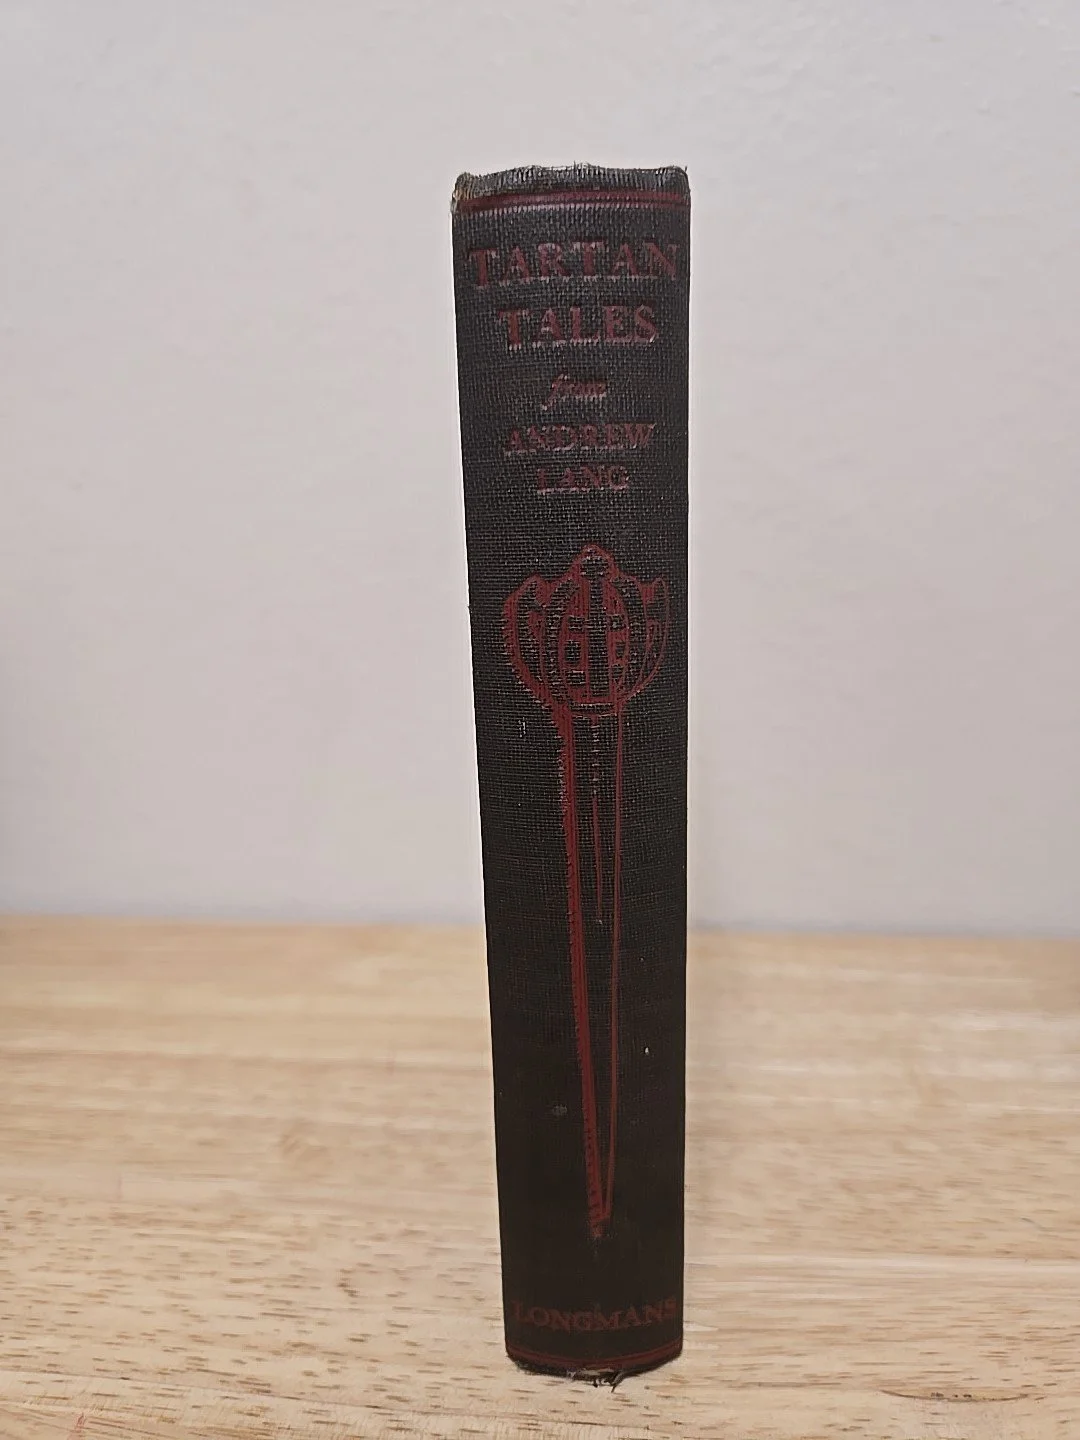 TARTAN
TALES
from
ANDREW
LANG
LONGMANS